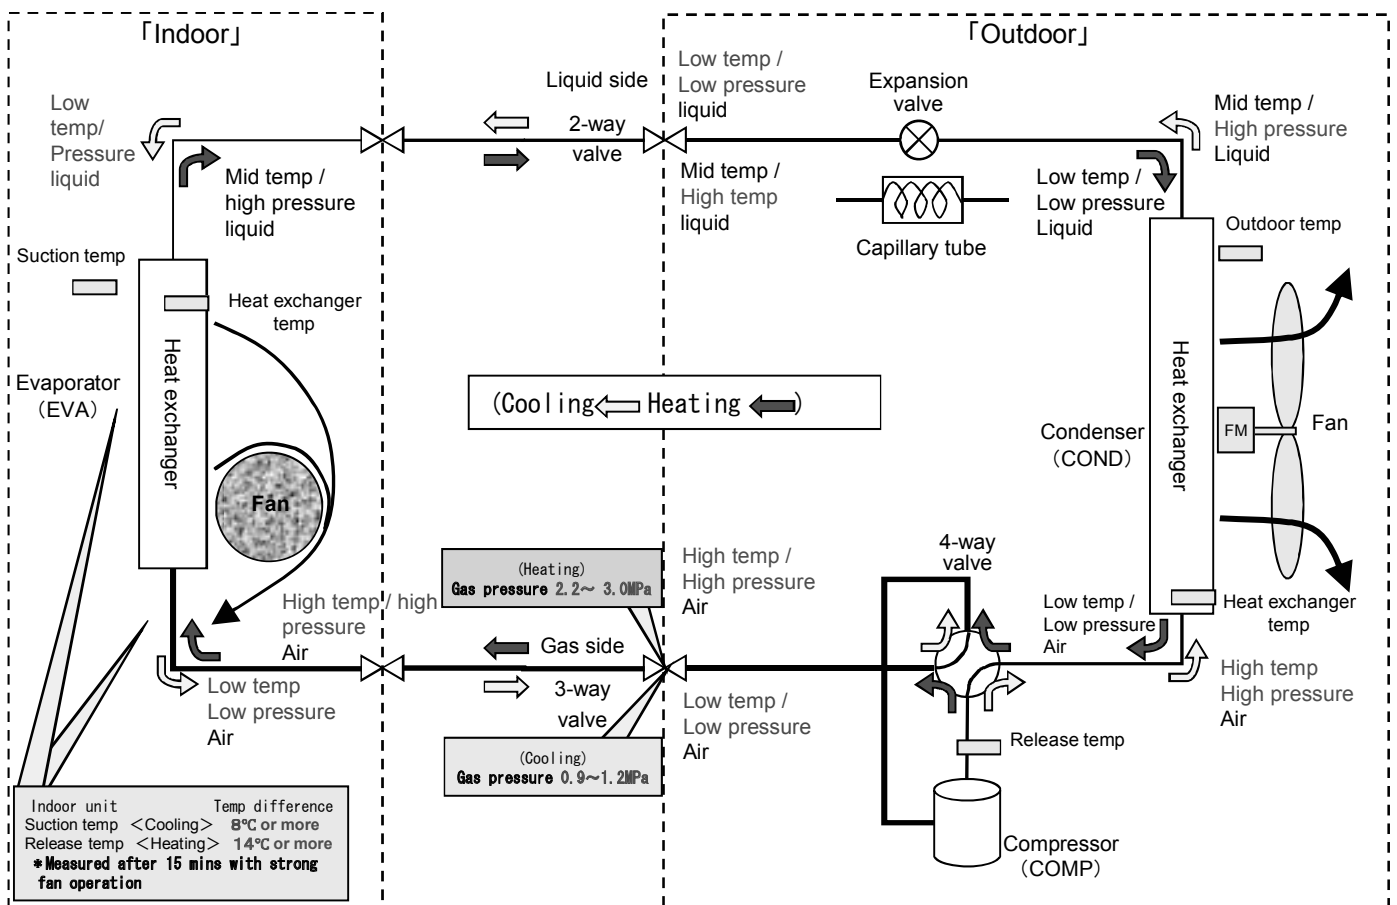 「Indoor」
「Outdoor」
Low
temp/
Pressure
liquid
Mid temp /
high pressure
liquid
Liquid side
2-way
valve
Low temp /
Low pressure
liquid
Mid temp /
High temp
liquid
Expansion
valve
Capillary tube
Mid temp /
High pressure
Liquid
Low temp /
Low pressure
Liquid
Suction temp
Heat exchanger
temp
Heat exchanger
Evaporator
（EVA）
Fan
(Cooling Heating )
Outdoor temp
Heat exchanger
Condenser
（COND）
FM
Fan
Heat exchanger
temp
4-way
valve
(Heating)
Gas pressure 2.2～ 3.0MPa
High temp /
High pressure
Air
Low temp /
Low pressure
Air
High temp / high
pressure
Air
Gas side
3-way
valve
Low temp
Low pressure
Air
Low temp /
Low pressure
Air
High temp
High pressure
Air
(Cooling)
Gas pressure 0.9～1.2MPa
Release temp
Compressor
（COMP）
Indoor unit Temp difference
Suction temp ＜Cooling＞ 8℃ or more
Release temp ＜Heating＞ 14℃ or more
*Measured after 15 mins with strong
fan operation